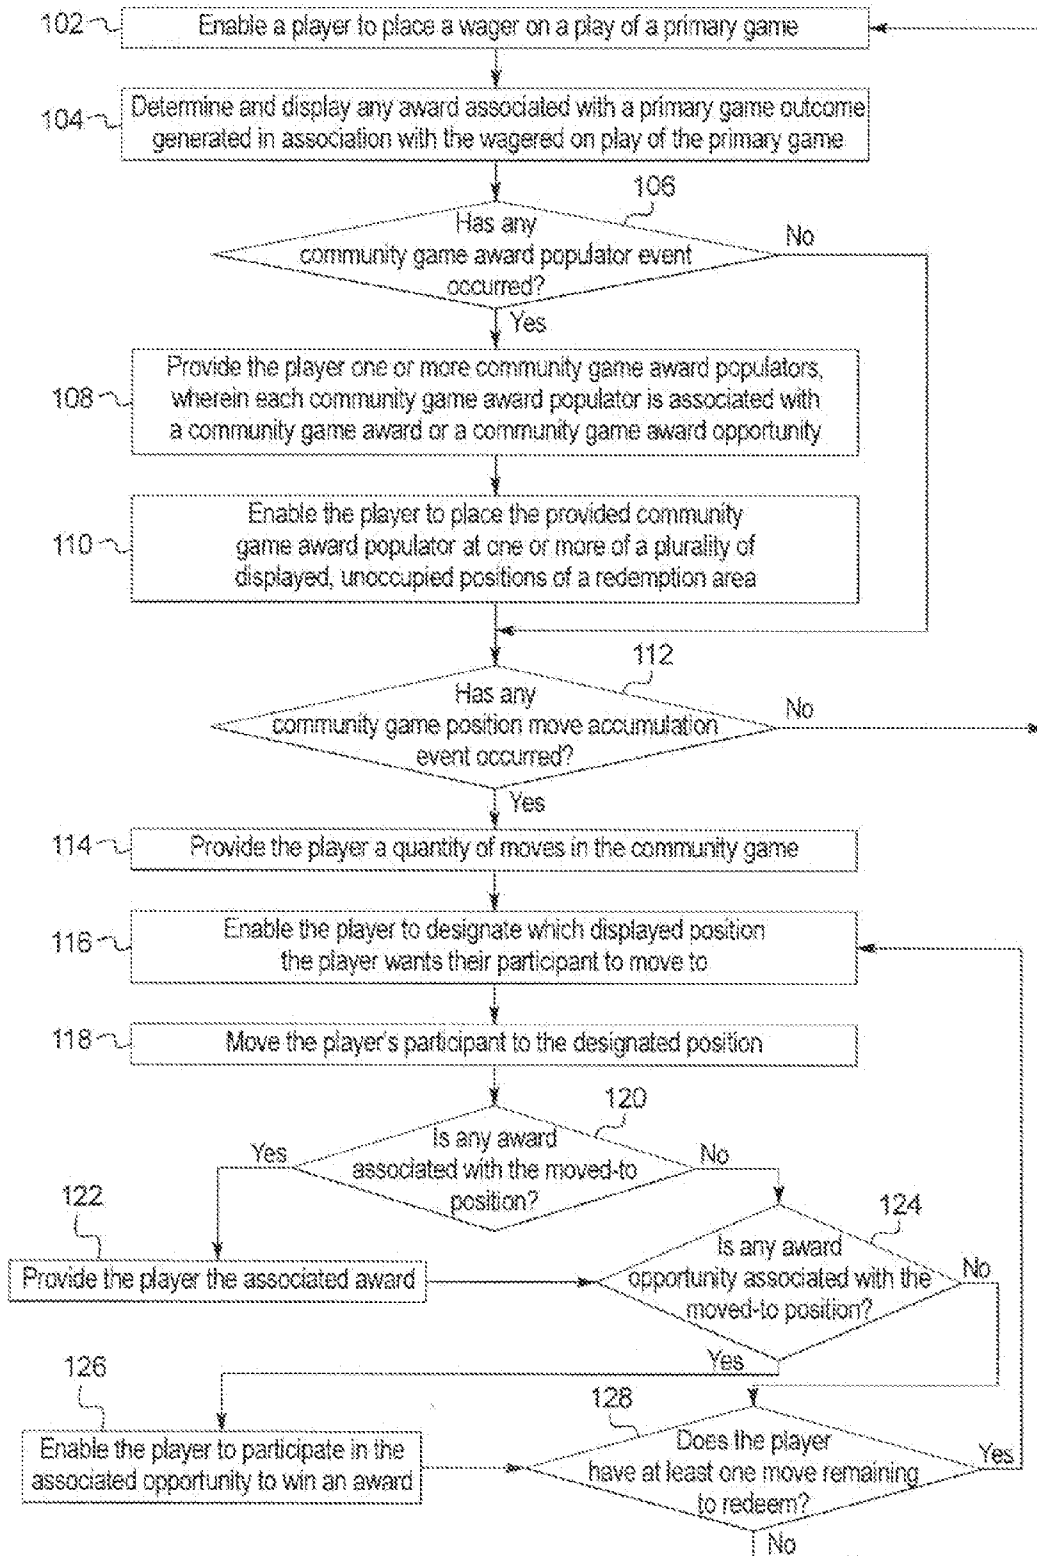 102
Enable a player to place a wager on a play of a primary game
104
Determine and display any award associated with a primary game outcome
generated in association with the wagered on play of the primary game
106
Has any
community game award populator event
occurred?
No
Yes
108
Provide the player one or more community game award populators,
wherein each community game award populator is associated with
a community game award or a community game award opportunity
110
Enable the player to place the provided community
game award populator at one or more of a plurality of
displayed, unoccupied positions of a redemption area
112
Has any
community game position move accumulation
event occurred?
No
Yes
114
Provide the player a quantity of moves in the community game
116
Enable the player to designate which displayed position
the player wants their participant to move to
118
Move the player's participant to the designated position
120
Is any award
associated with the moved-to
position?
Yes
No
122
Provide the player the associated award
124
Is any award
opportunity associated with the
moved-to position?
No
Yes
126
Enable the player to participate in the
associated opportunity to win an award
128
Does the player
have at least one move remaining
to redeem?
Yes
No